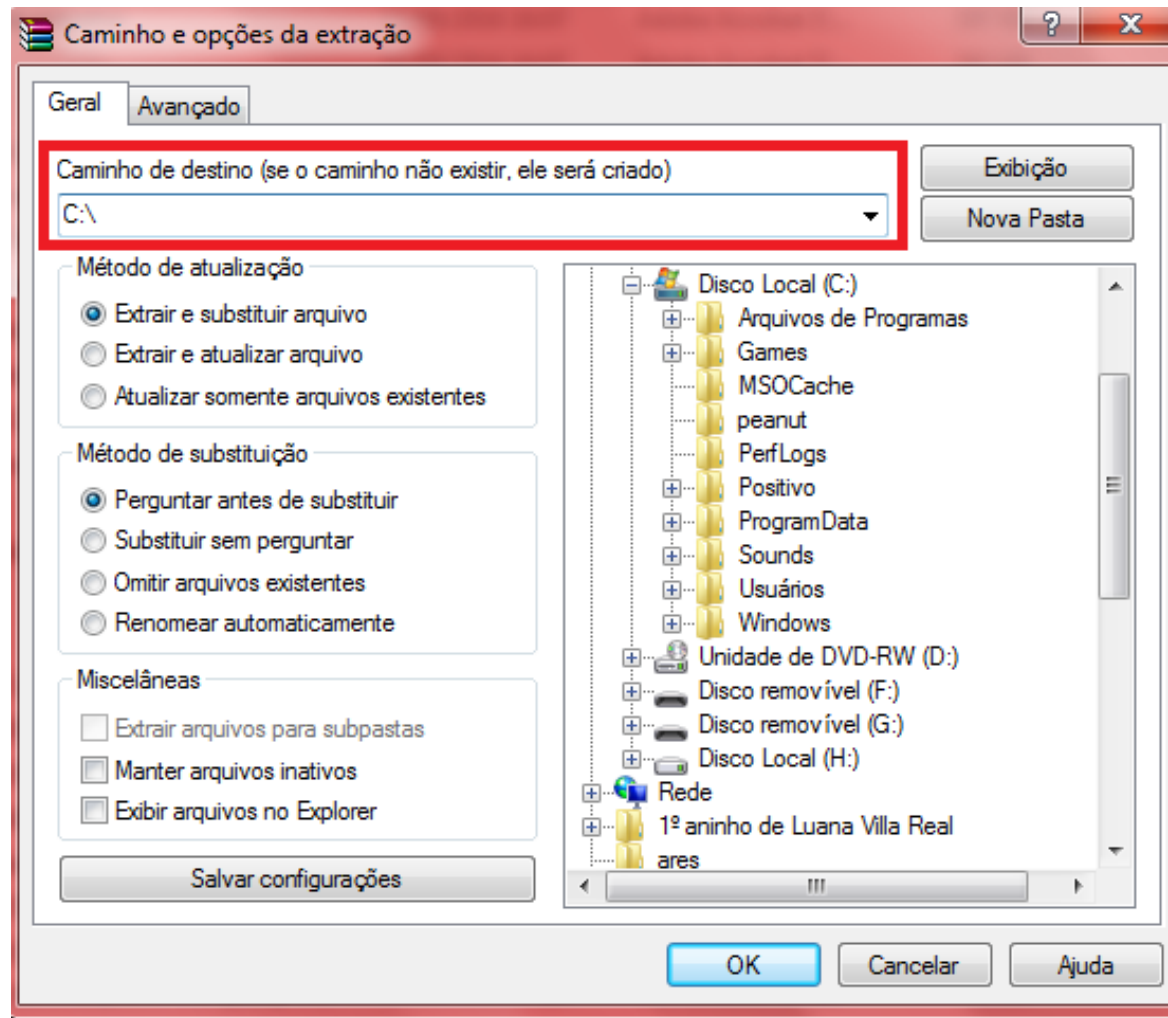 Caminho e opções da extração
Geral
Avançado
Caminho de destino (se o caminho não existir, ele será criado)
C:\
Exibição
Nova Pasta
Método de atualização
Extrair e substituir arquivo
Extrair e atualizar arquivo
Atualizar somente arquivos existentes
Método de substituição
Perguntar antes de substituir
Substituir sem perguntar
Omitir arquivos existentes
Renomear automaticamente
Miscelâneas
Extrair arquivos para subpastas
Manter arquivos inativos
Exibir arquivos no Explorer
Salvar configurações
Disco Local (C:)
Arquivos de Programas
Games
MSOCache
peanut
PerfLogs
Positivo
ProgramData
Sounds
Usuários
Windows
Unidade de DVD-RW (D:)
Disco removível (F:)
Disco removível (G:)
Disco Local (H:)
Rede
1º aninho de Luana Villa Real
ares
OK
Cancelar
Ajuda